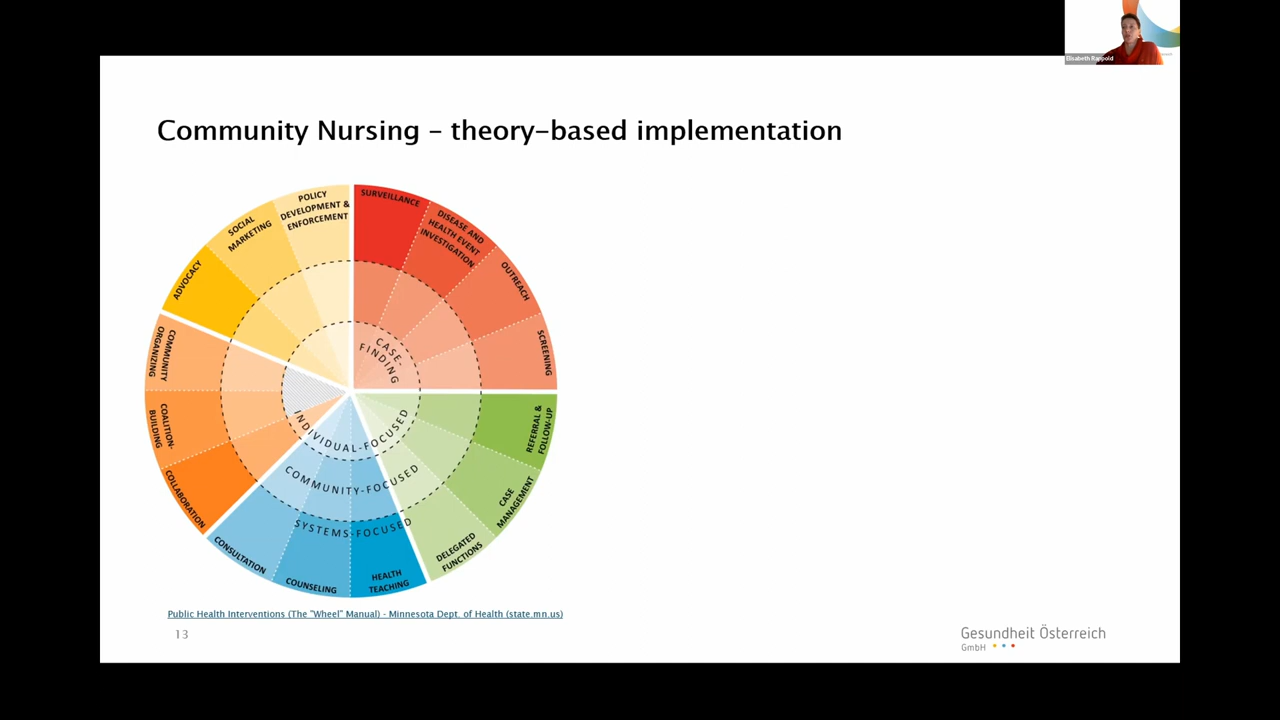 Elisabeth Rappold
Community Nursing – theory-based implementation
SURVEILLANCE
DISEASE AND
HEALTH EVENT
INVESTIGATION
OUTREACH
SCREENING
REFERRAL &
FOLLOW-UP
CASE
MANAGEMENT
DELEGATED
FUNCTIONS
HEALTH
TEACHING
COUNSELING
CONSULTATION
COLLABORATION
COALITION-
BUILDING
COMMUNITY
ORGANIZING
ADVOCACY
SOCIAL
MARKETING
POLICY
DEVELOPMENT &
ENFORCEMENT
CASE-
FINDING
INDIVIDUAL-FOCUSED
COMMUNITY-FOCUSED
SYSTEMS-FOCUSED
Public Health Interventions (The "Wheel" Manual) - Minnesota Dept. of Health (state.mn.us)
13
Gesundheit Österreich
GmbH